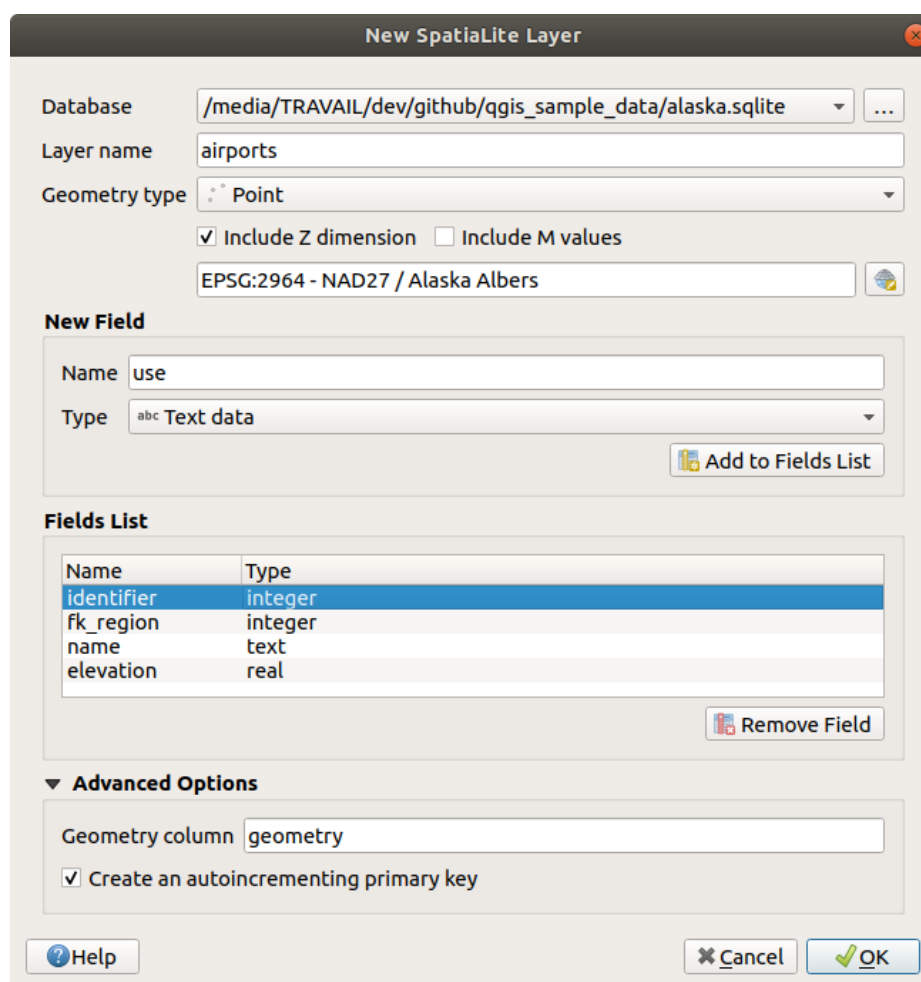 New SpatiaLite Layer
Database /media/TRAVAIL/dev/github/qgis_sample_data/alaska.sqlite ...
Layer name airports
Geometry type Point
Include Z dimension Include M values
EPSG:2964 - NAD27 / Alaska Albers
New Field
Name use
Type abc Text data
Add to Fields List
Fields List
Name Type
identifier integer
fk_region integer
name text
elevation real
Remove Field
Advanced Options
Geometry column geometry
Create an autoincrementing primary key
?Help Cancel OK